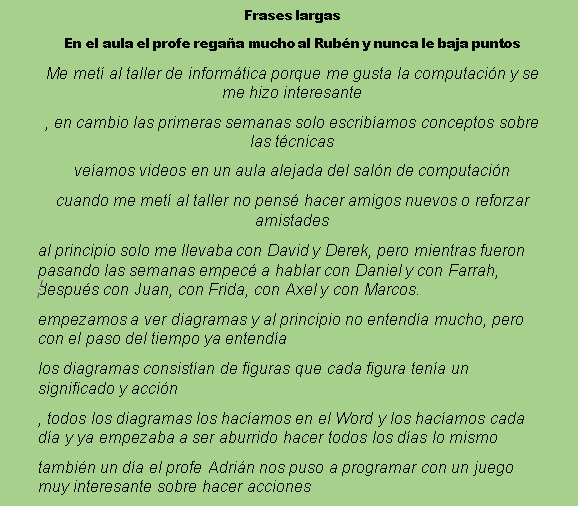 Frases largas
En el aula el profe regaña mucho al Rubén y nunca le baja puntos
Me metí al taller de informática porque me gusta la computación y se
me hizo interesante
, en cambio las primeras semanas solo escribíamos conceptos sobre
las técnicas
veíamos videos en un aula alejada del salón de computación
cuando me metí al taller no pensé hacer amigos nuevos o reforzar
amistades
al principio solo me llevaba con David y Derek, pero mientras fueron
pasando las semanas empecé a hablar con Daniel y con Farrah,
después con Juan, con Frida, con Axel y con Marcos.
empezamos a ver diagramas y al principio no entendía mucho, pero
con el paso del tiempo ya entendía
los diagramas consistían de figuras que cada figura tenía un
significado y acción
, todos los diagramas los hacíamos en el Word y los hacíamos cada
día y ya empezaba a ser aburrido hacer todos los días lo mismo
también un día el profe Adrián nos puso a programar con un juego
muy interesante sobre hacer acciones